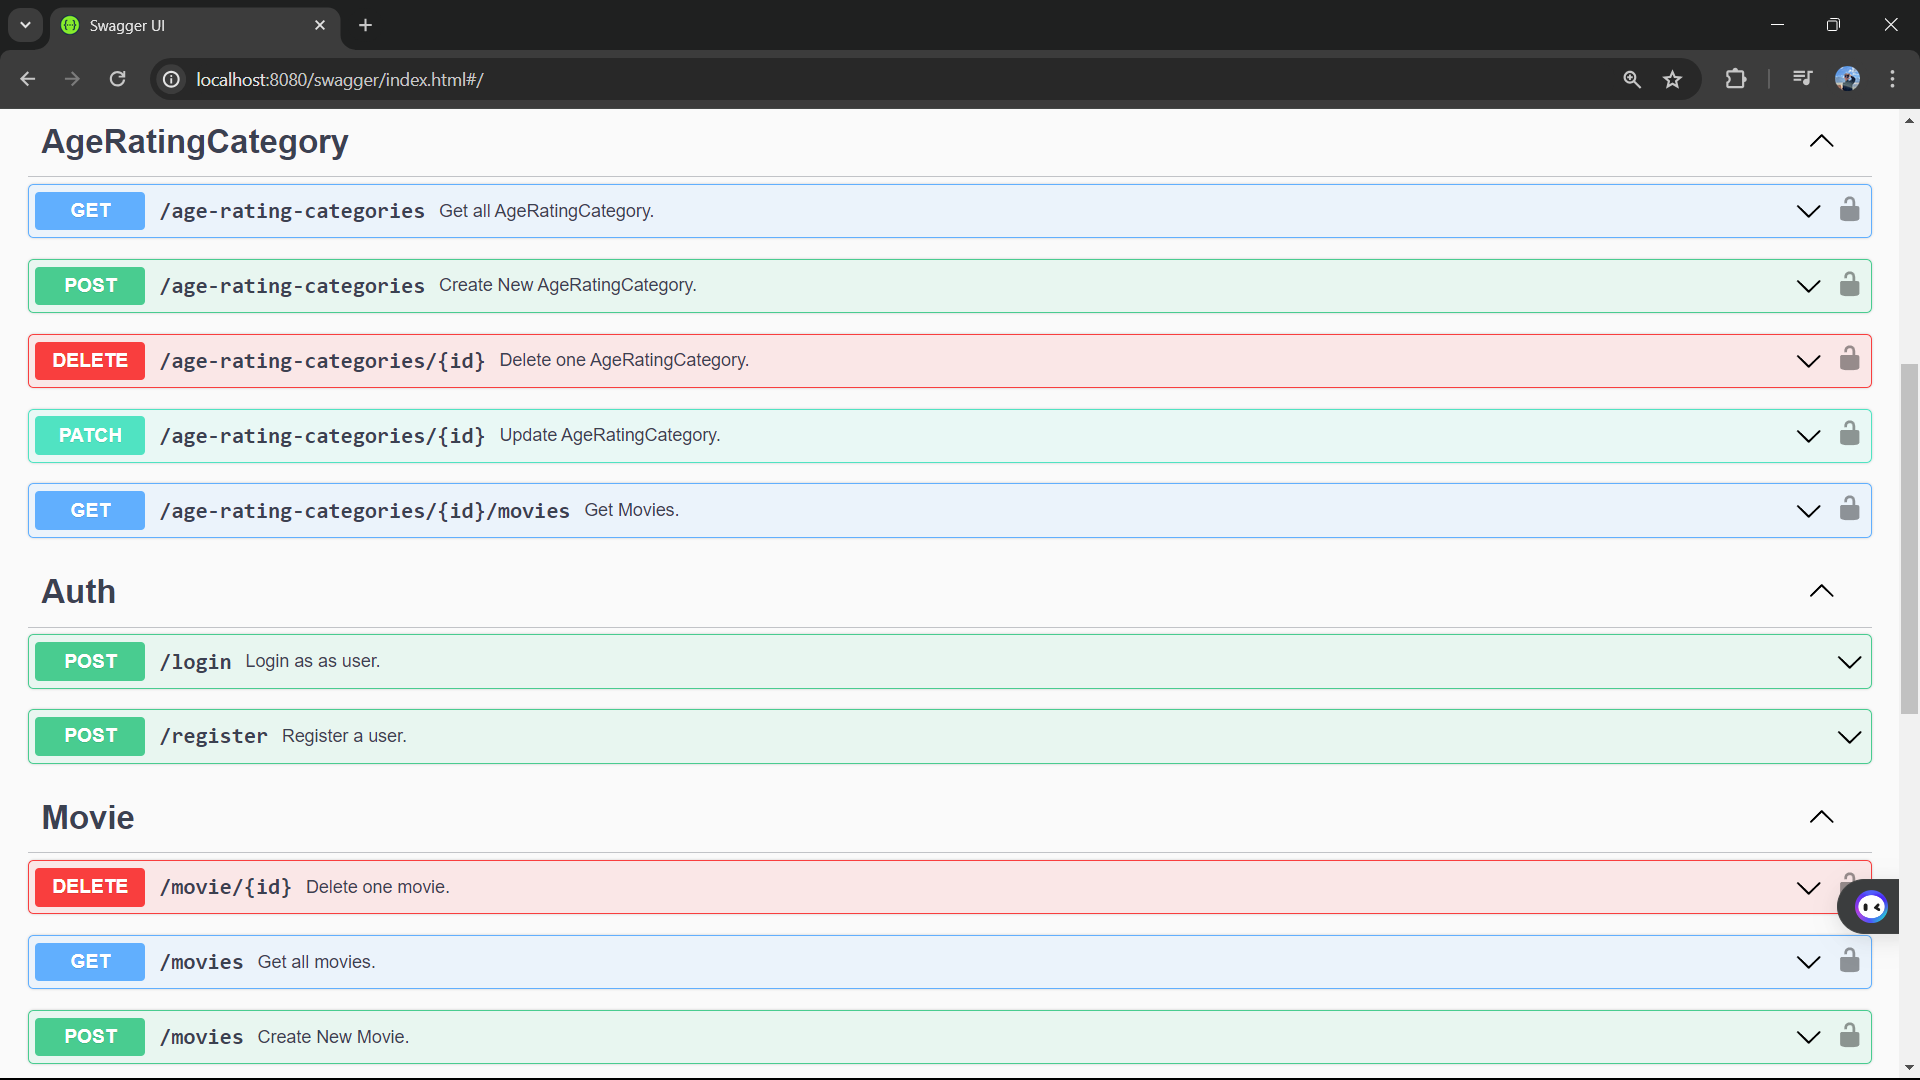 Swagger UI
localhost:8080/swagger/index.html#/
AgeRatingCategory
GET /age-rating-categories Get all AgeRatingCategory.
POST /age-rating-categories Create New AgeRatingCategory.
DELETE /age-rating-categories/{id} Delete one AgeRatingCategory.
PATCH /age-rating-categories/{id} Update AgeRatingCategory.
GET /age-rating-categories/{id}/movies Get Movies.
Auth
POST /login Login as as user.
POST /register Register a user.
Movie
DELETE /movie/{id} Delete one movie.
GET /movies Get all movies.
POST /movies Create New Movie.